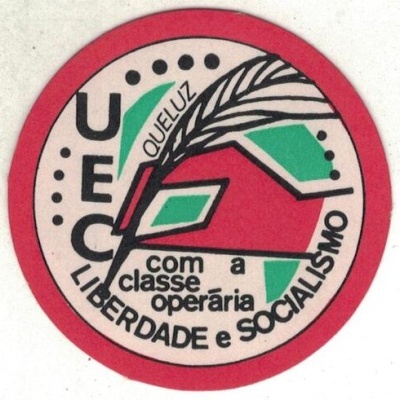 UEC
QUELUZ
com a
classe
operária
LIBERDADE e SOCIALISMO